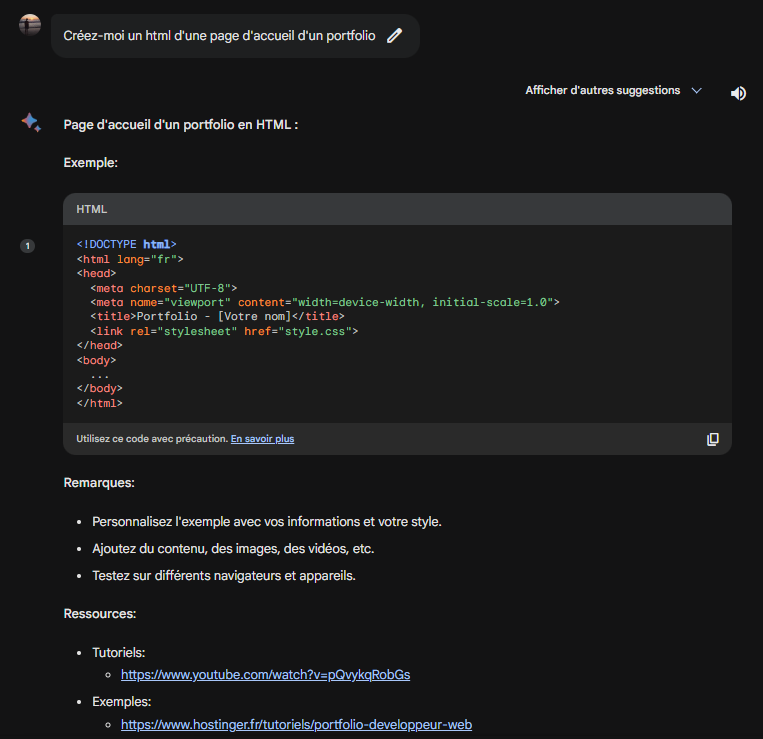 Créez-moi un html d'une page d'accueil d'un portfolio
Afficher d'autres suggestions
Page d'accueil d'un portfolio en HTML :
Exemple:
HTML
1
<!DOCTYPE html>
<html lang="fr">
<head>
  <meta charset="UTF-8">
  <meta name="viewport" content="width=device-width, initial-scale=1.0">
  <title>Portfolio - [Votre nom]</title>
  <link rel="stylesheet" href="style.css">
</head>
<body>
  ...
</body>
</html>
Utilisez ce code avec précaution. En savoir plus
Remarques:
• Personnalisez l'exemple avec vos informations et votre style.
• Ajoutez du contenu, des images, des vidéos, etc.
• Testez sur différents navigateurs et appareils.
Ressources:
• Tutoriels:
○ https://www.youtube.com/watch?v=pQvykqRobGs
• Exemples:
○ https://www.hostinger.fr/tutoriels/portfolio-developpeur-web